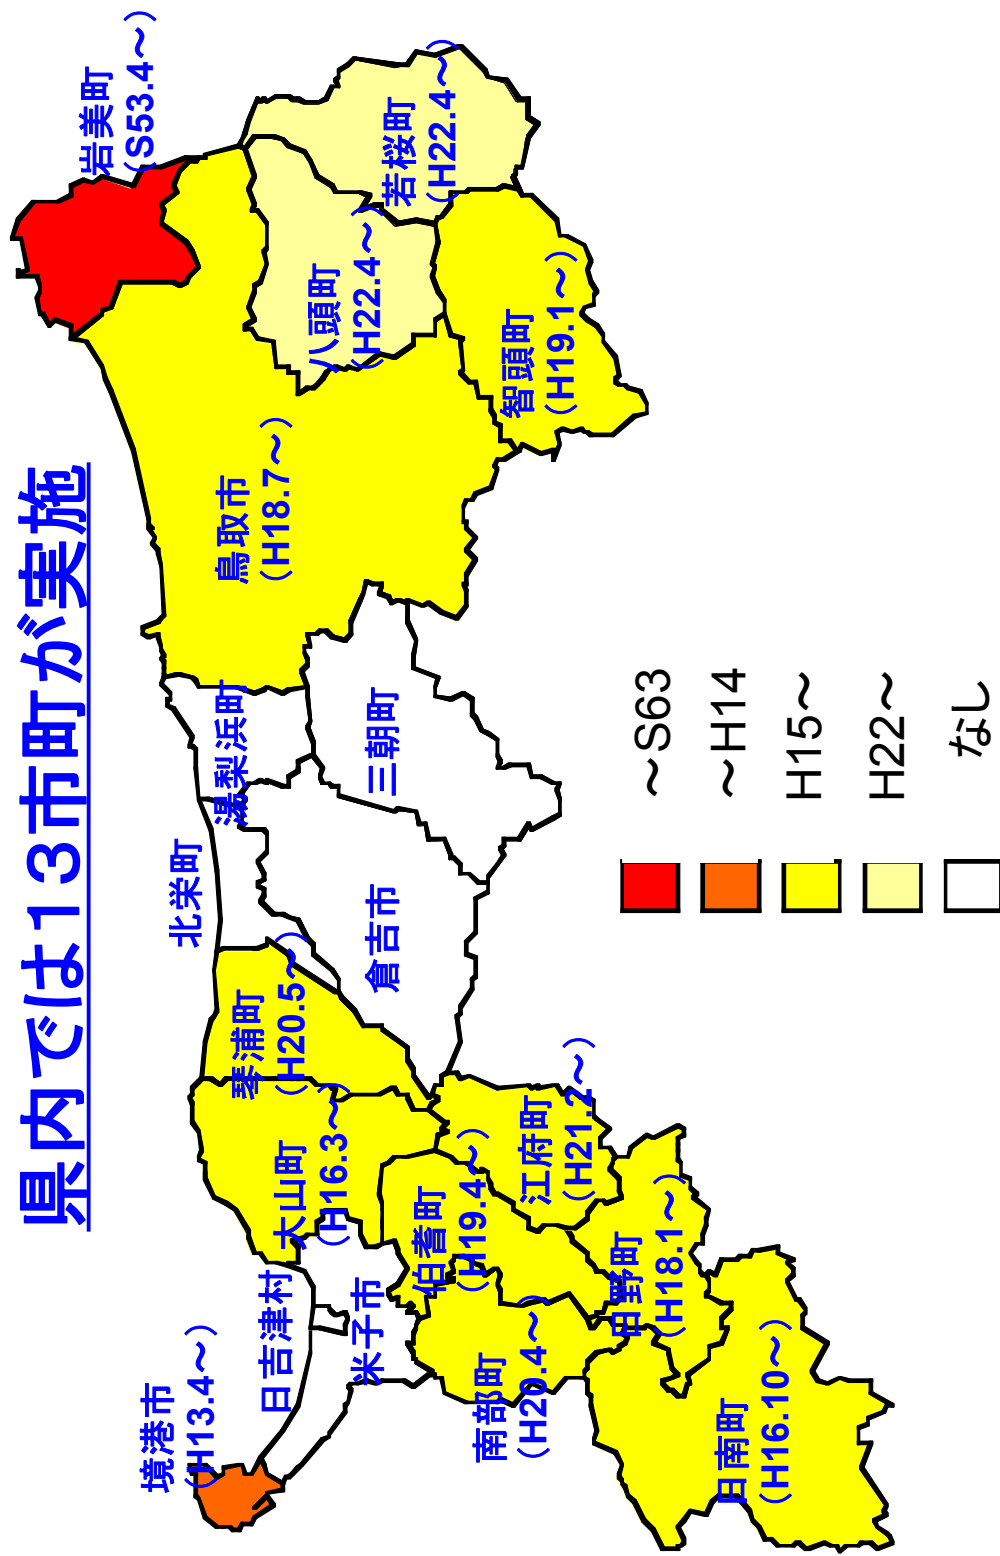 県内では13市町が実施
岩美町
(S53.4～)
若桜町
(H22.4～)
八頭町
(H22.4～)
智頭町
(H19.1～)
鳥取市
(H18.7～)
湯梨浜町
三朝町
北栄町
倉吉市
琴浦町
(H20.5～)
大山町
(H16.3～)
江府町
(H21.2～)
伯耆町
(H19.4～)
日野町
(H18.1～)
日吉津村
米子市
南部町
(H20.4～)
境港市
(H13.4～)
日南町
(H16.10～)
～S63
～H14
H15～
H22～
なし